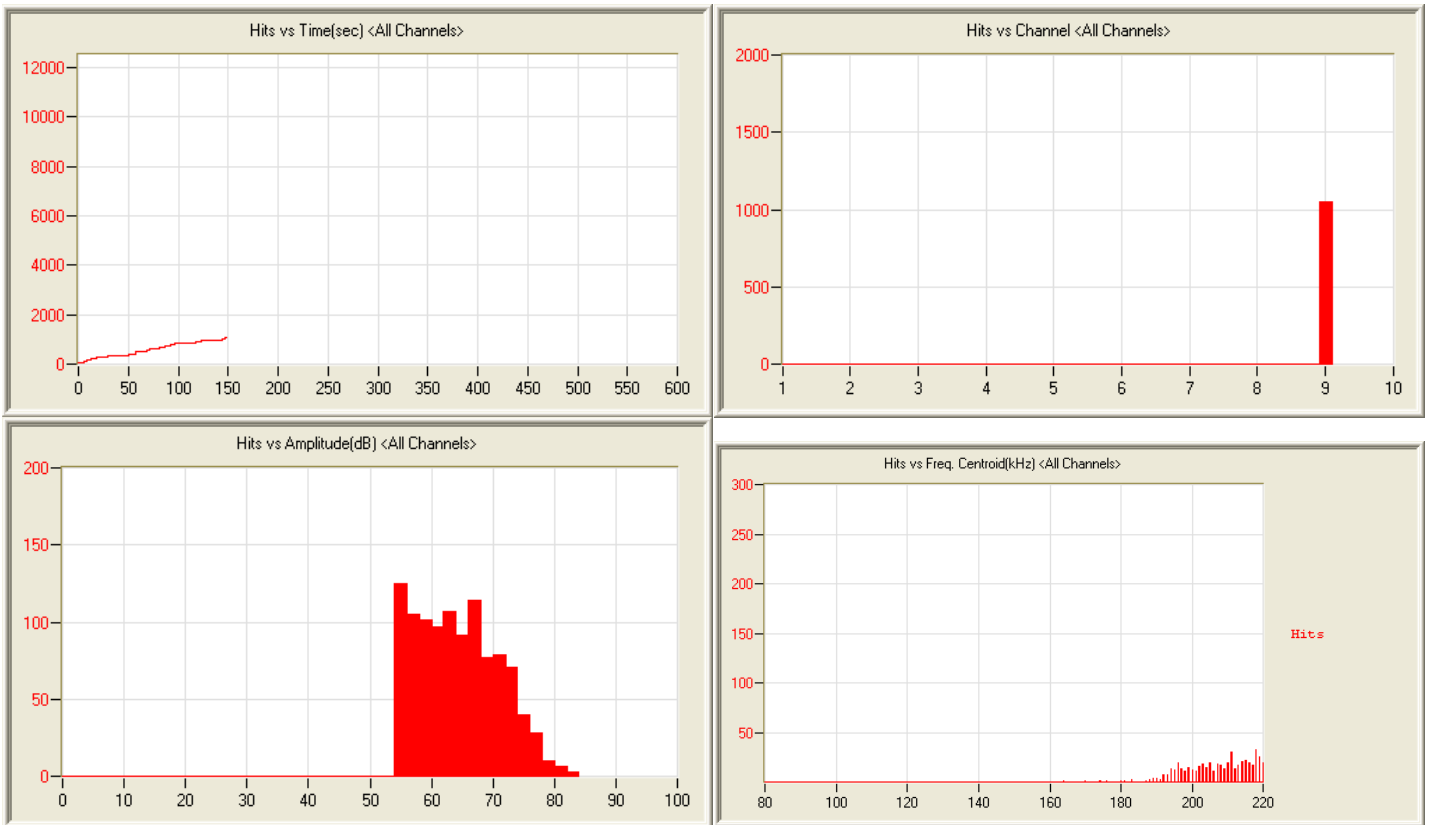 Hits vs Time(sec) <All Channels>
12000
10000
8000
6000
4000
2000
0
0 50 100 150 200 250 300 350 400 450 500 550 600
Hits vs Channel <All Channels>
2000
1500
1000
500
0
1 2 3 4 5 6 7 8 9 10
Hits vs Amplitude(dB) <All Channels>
200
150
100
50
0
0 10 20 30 40 50 60 70 80 90 100
Hits vs Freq. Centroid(kHz) <All Channels>
300
250
200
150
100
50
80 100 120 140 160 180 200 220
Hits